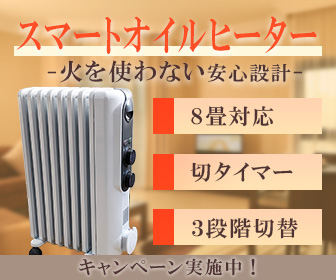 スマートオイルヒーター
-火を使わない安心設計-
8畳対応
切タイマー
3段階切替
キャンペーン実施中！